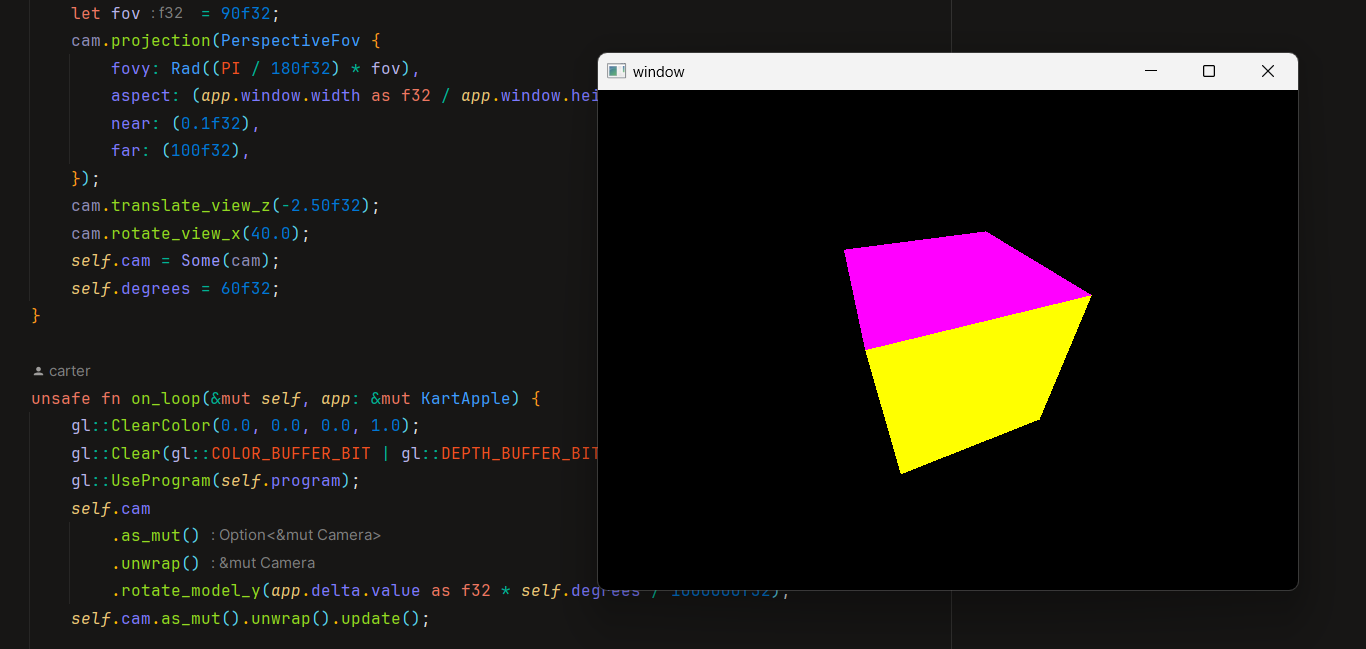 let fov : f32 = 90f32;
cam.projection(PerspectiveFov {
fovy: Rad((PI / 180f32) * fov),
aspect: (app.window.width as f32 / app.window.hei
near: (0.1f32),
far: (100f32),
});
cam.translate_view_z(-2.50f32);
cam.rotate_view_x(40.0);
self.cam = Some(cam);
self.degrees = 60f32;
}
carter
unsafe fn on_loop(&mut self, app: &mut KartApple) {
gl::ClearColor(0.0, 0.0, 0.0, 1.0);
gl::Clear(gl::COLOR_BUFFER_BIT | gl::DEPTH_BUFFER_BIT
gl::UseProgram(self.program);
self.cam
.as_mut() : Option<&mut Camera>
.unwrap() : &mut Camera
.rotate_model_y(app.delta.value as f32 * self.degrees / 1000000f32);
self.cam.as_mut().unwrap().update();
window